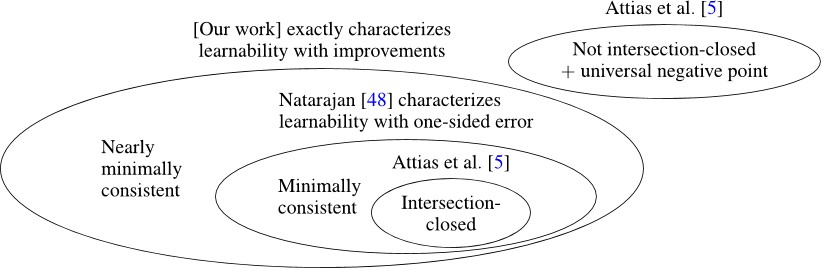 Attias et al. [5]
[Our work] exactly characterizes
learnability with improvements
Not intersection-closed
+ universal negative point
Natarajan [48] characterizes
learnability with one-sided error
Nearly
minimally
consistent
Attias et al. [5]
Minimally
consistent
Intersection-
closed